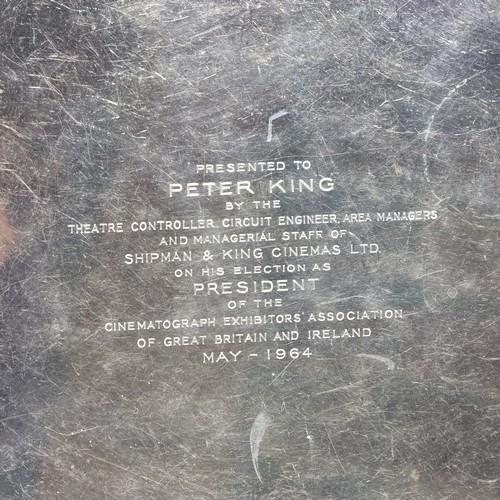 PRESENTED TO
PETER KING
BY THE
THEATRE CONTROLLER, CIRCUIT ENGINEER, AREA MANAGERS
AND MANAGERIAL STAFF OF
SHIPMAN & KING CINEMAS LTD.
ON HIS ELECTION AS
PRESIDENT
OF THE
CINEMATOGRAPH EXHIBITORS' ASSOCIATION
OF GREAT BRITAIN AND IRELAND
MAY - 1964